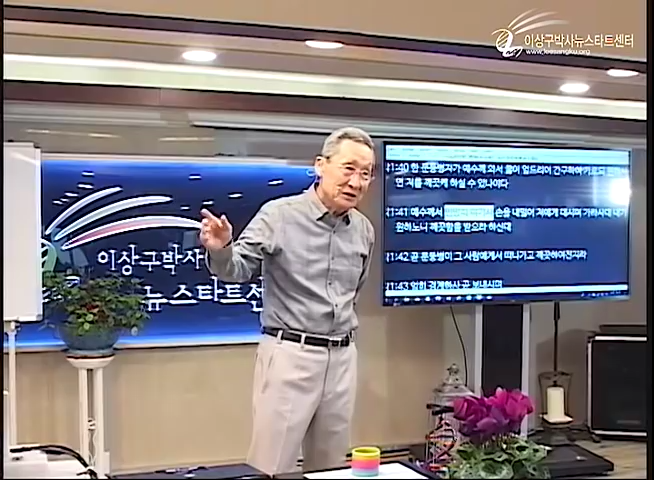 이상구박사뉴스타트센터
www.leesangku.org
이상구박사
뉴스타트센
1:40 한 문둥병자가 예수께 와서 꿇어 엎드리어 간구하여 가로되
면 저를 깨끗케 하실 수 있나이다
1:41 예수께서 손을 내밀어 저에게 대시며 가라사대 내가
원하노니 깨끗함을 받으라 하신대
1:42 곧 문둥병이 그 사람에게서 떠나가고 깨끗하여진지라
1:43 엄히 경계하사 곧 보내시며